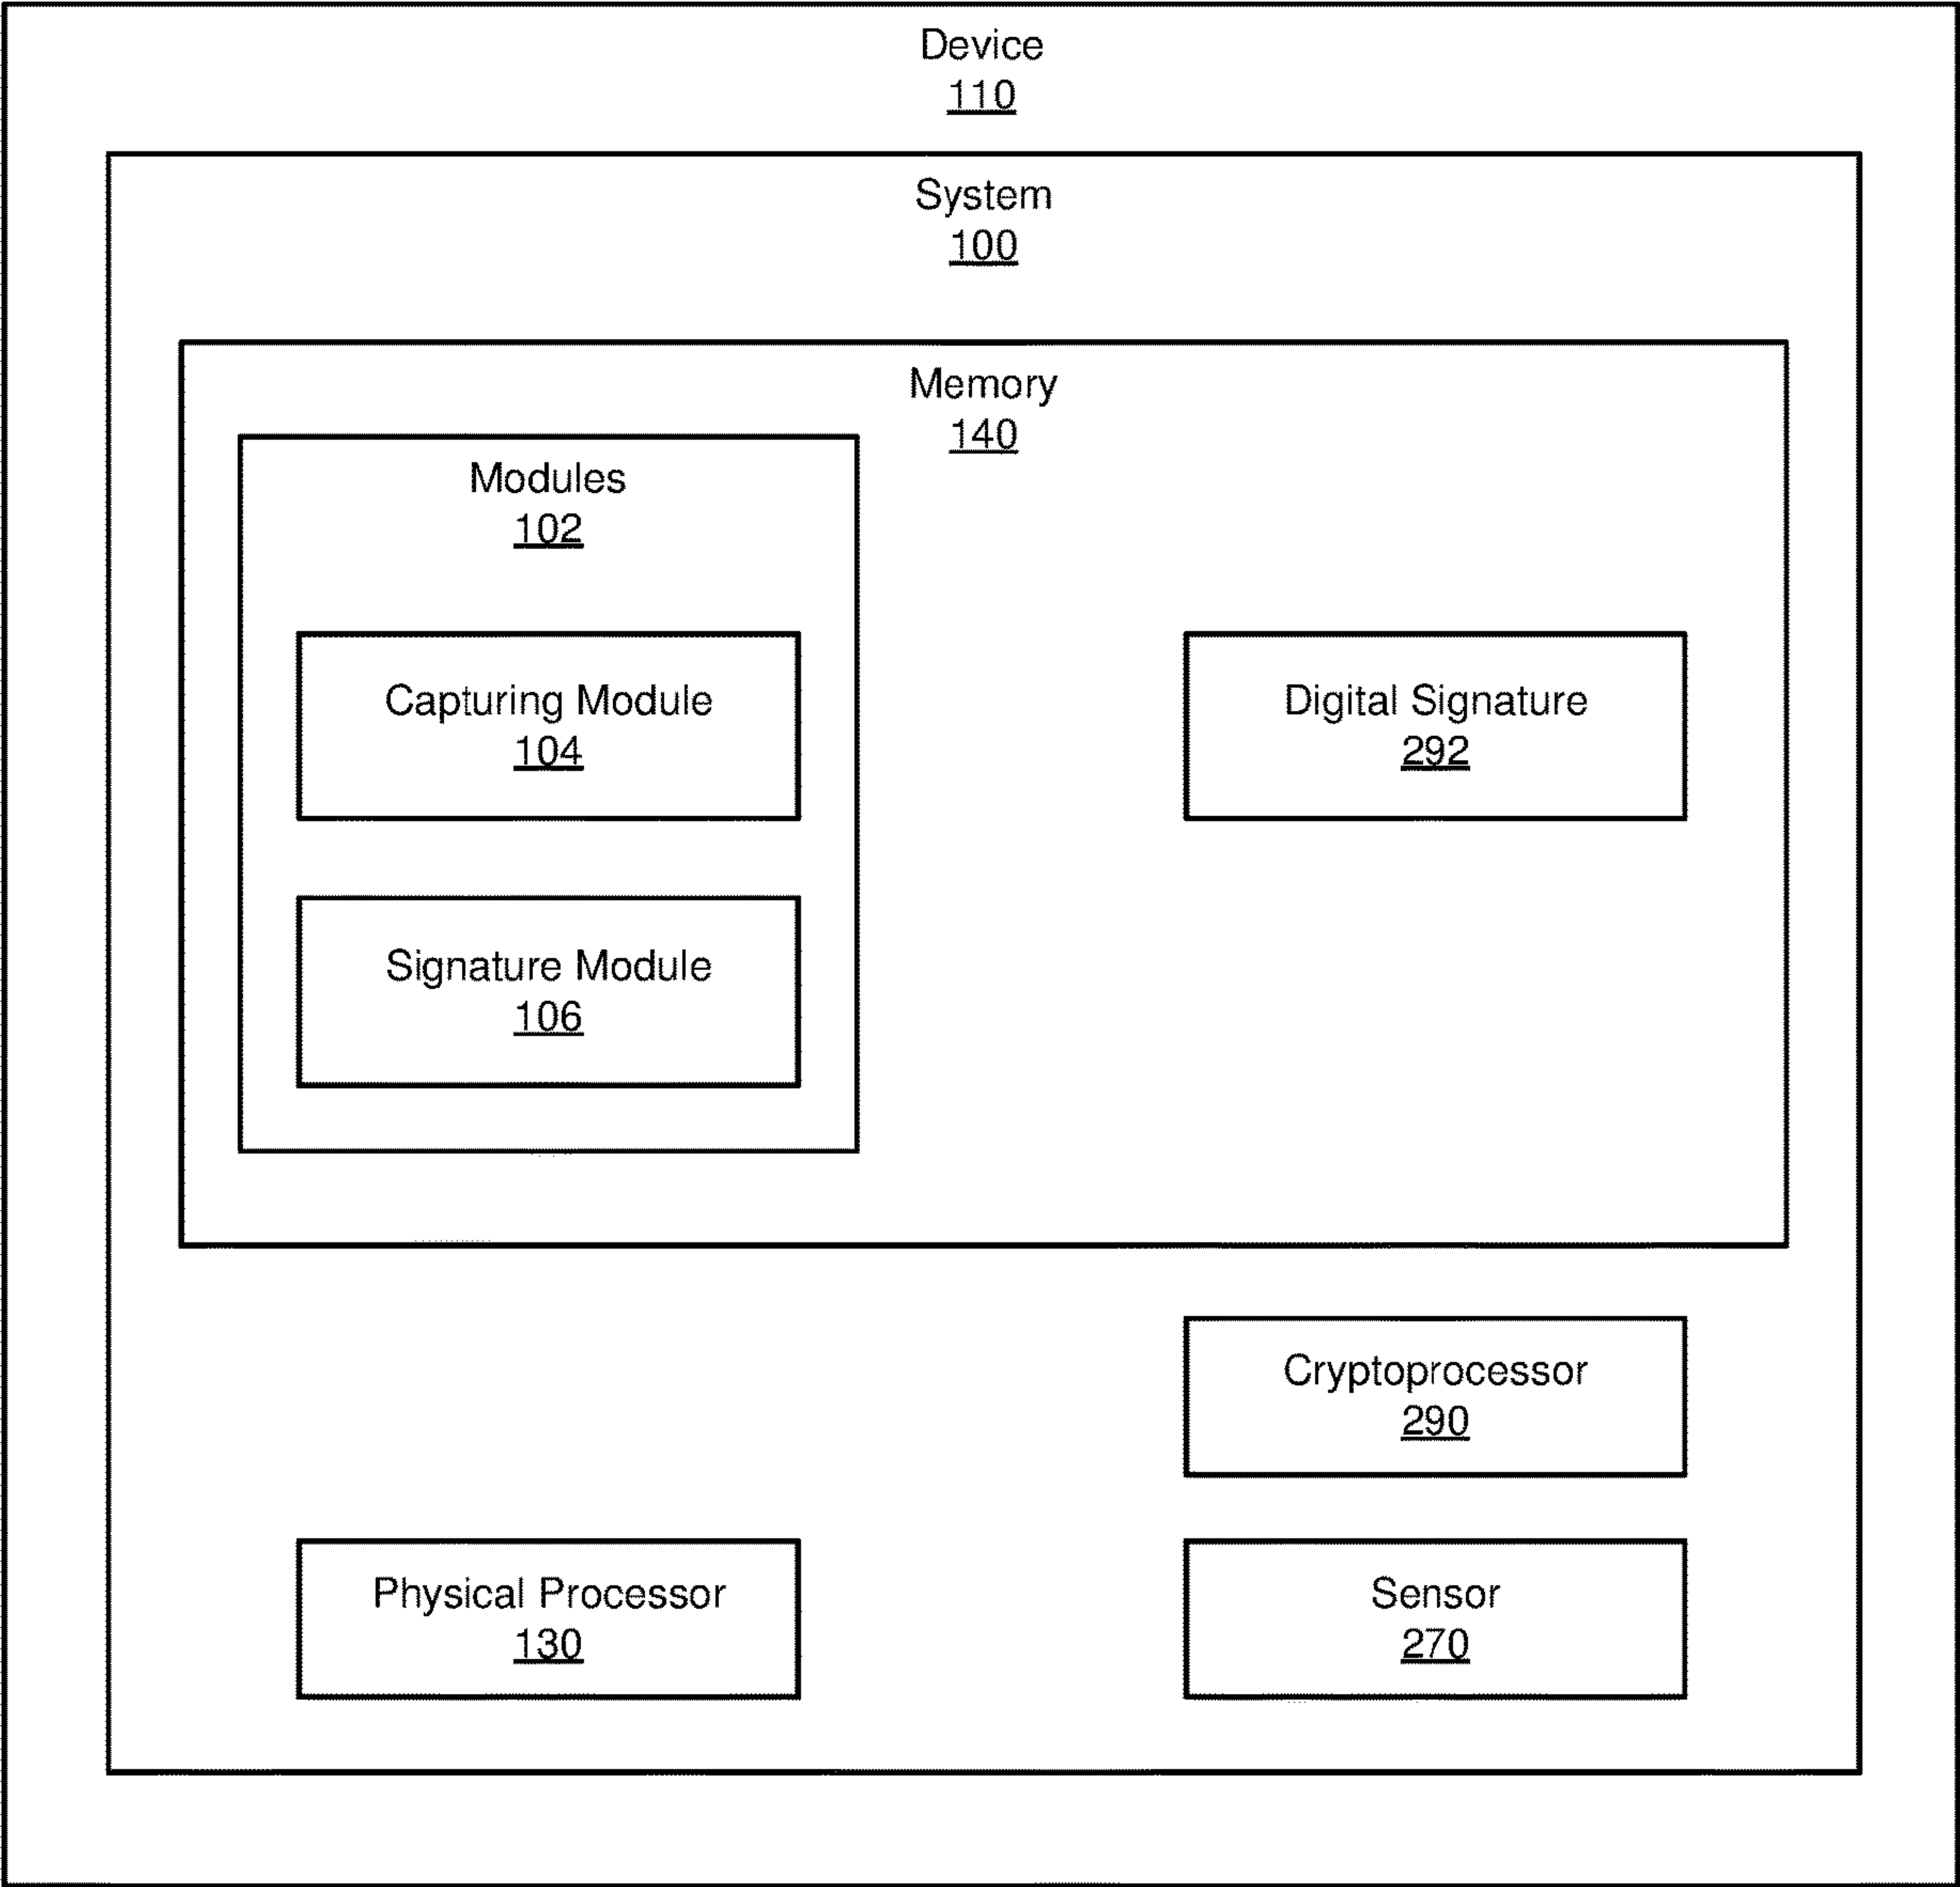 Device
110
System
100
Memory
140
Modules
102
Capturing Module
104
Digital Signature
292
Signature Module
106
Cryptoprocessor
290
Physical Processor
130
Sensor
270